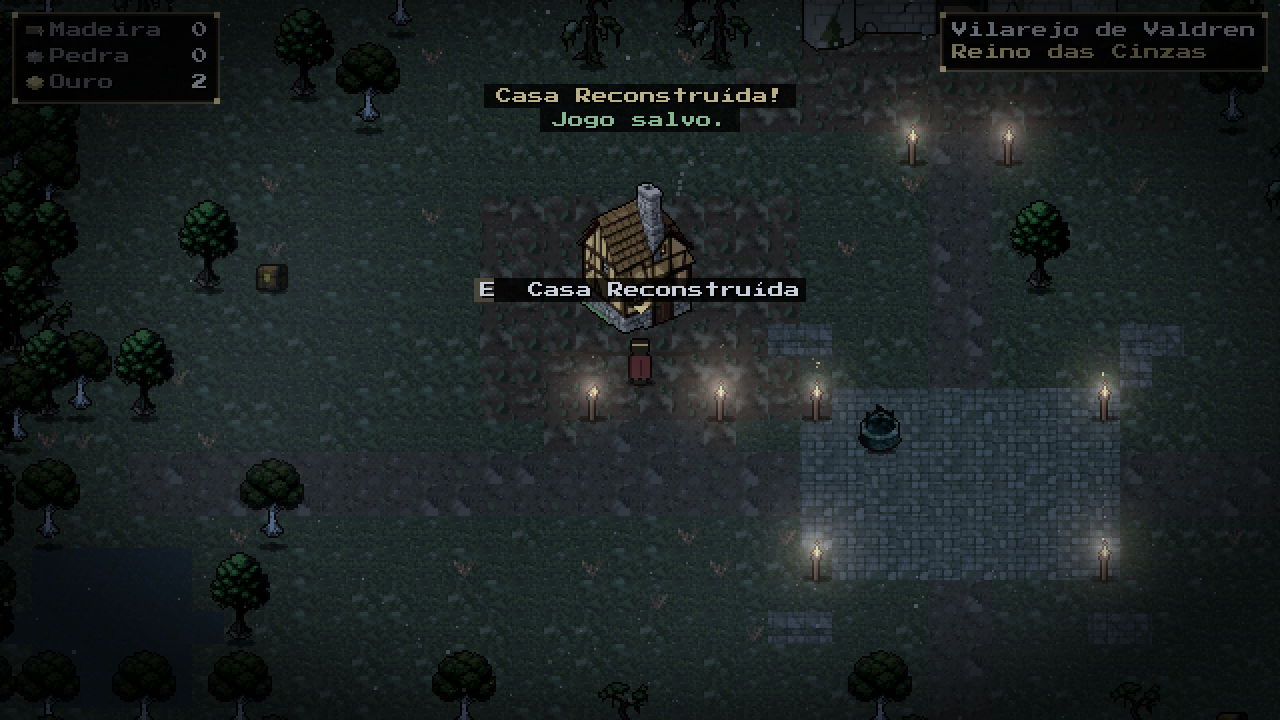 Madeira 0
Pedra 0
Ouro 2
Vilarejo de Valdren
Reino das Cinzas
Casa Reconstruída!
Jogo salvo.
E Casa Reconstruída